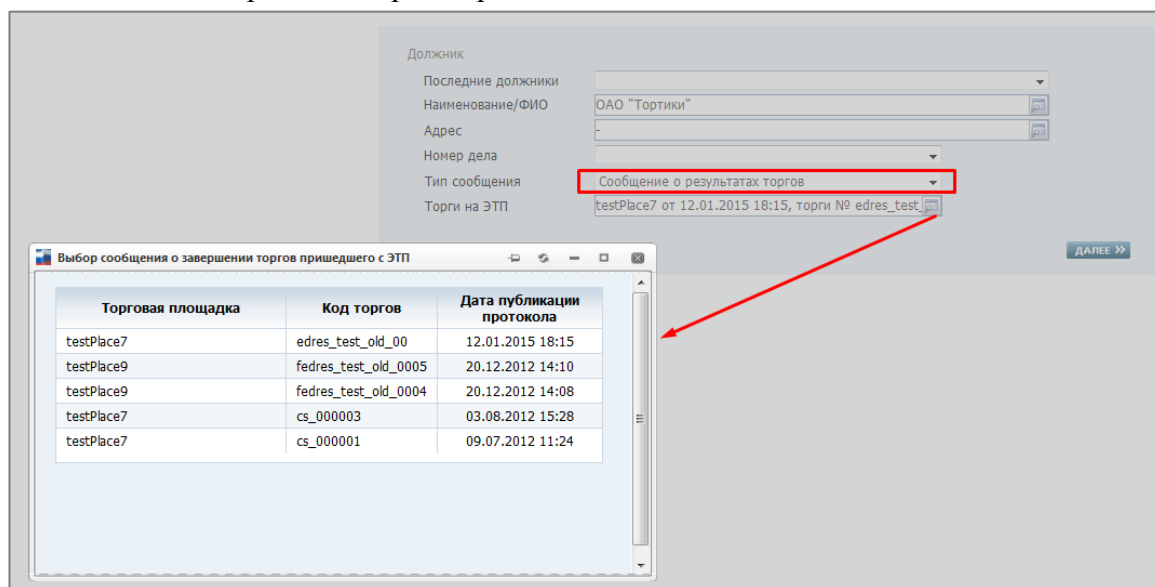 Должник
Последние должники
Наименование/ФИО ОАО "Тортики"
Адрес -
Номер дела
Тип сообщения Сообщение о результатах торгов
Торги на ЭТП testPlace7 от 12.01.2015 18:15, торги № edres_test_
ДАЛЕЕ >>
Выбор сообщения о завершении торгов пришедшего с ЭТП
Торговая площадка Код торгов Дата публикации протокола
testPlace7 edres_test_old_00 12.01.2015 18:15
testPlace9 fedres_test_old_0005 20.12.2012 14:10
testPlace9 fedres_test_old_0004 20.12.2012 14:08
testPlace7 cs_000003 03.08.2012 15:28
testPlace7 cs_000001 09.07.2012 11:24